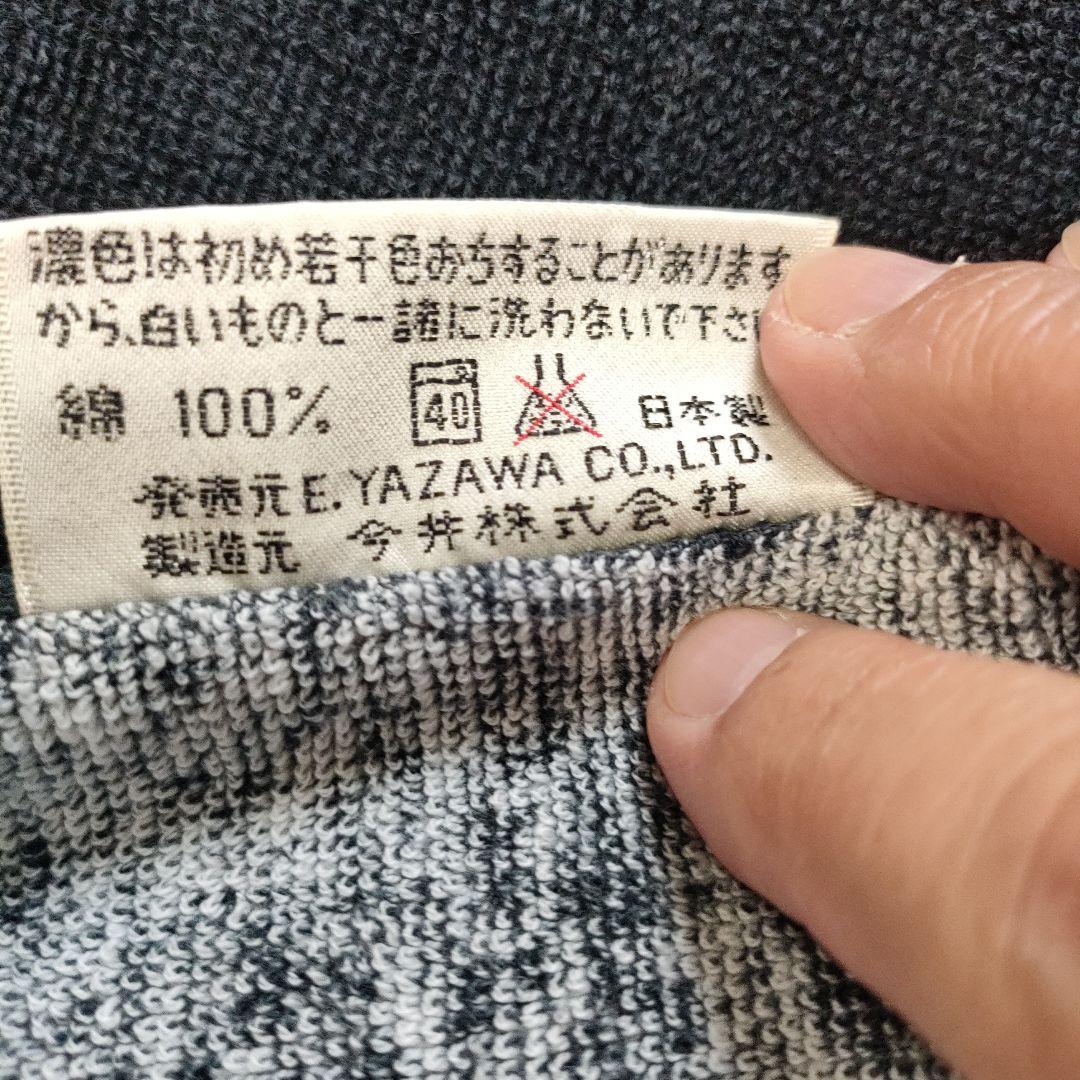 濃色は初め若干色おちすることがあります
から、白いものと一諸に洗わないで下さい
綿 100% 40 日本製
発売元 E.YAZAWA CO.,LTD.
製造元 今井株式会社